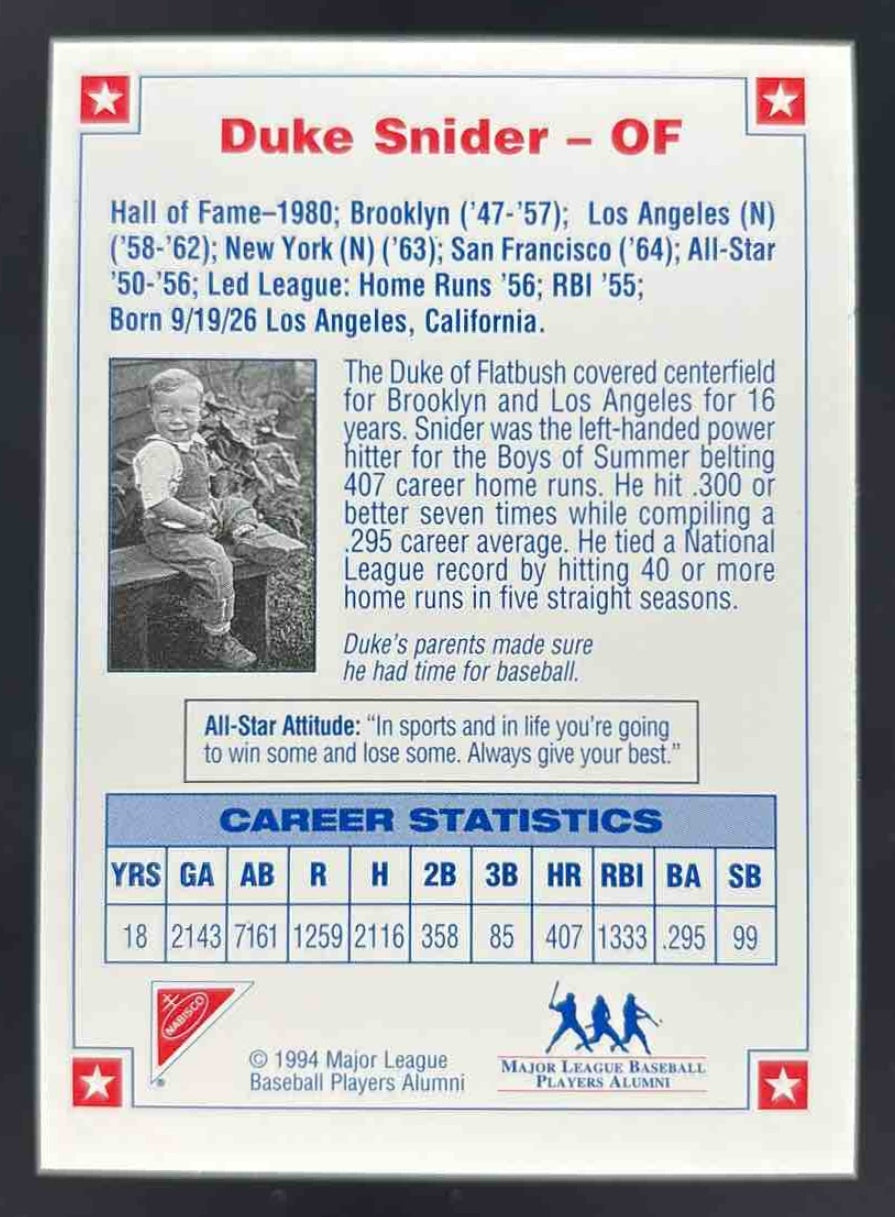 Duke Snider – OF
Hall of Fame–1980; Brooklyn ('47-'57); Los Angeles (N)
('58-'62); New York (N) ('63); San Francisco ('64); All-Star
'50-'56; Led League: Home Runs '56; RBI '55;
Born 9/19/26 Los Angeles, California.
The Duke of Flatbush covered centerfield
for Brooklyn and Los Angeles for 16
years. Snider was the left-handed power
hitter for the Boys of Summer belting
407 career home runs. He hit .300 or
better seven times while compiling a
.295 career average. He tied a National
League record by hitting 40 or more
home runs in five straight seasons.
Duke's parents made sure
he had time for baseball.
All-Star Attitude: “In sports and in life you're going
to win some and lose some. Always give your best.”
CAREER STATISTICS
YRS GA AB R H 2B 3B HR RBI BA SB
18 2143 7161 1259 2116 358 85 407 1333 .295 99
NABISCO
®
© 1994 Major League
Baseball Players Alumni
MAJOR LEAGUE BASEBALL
PLAYERS ALUMNI